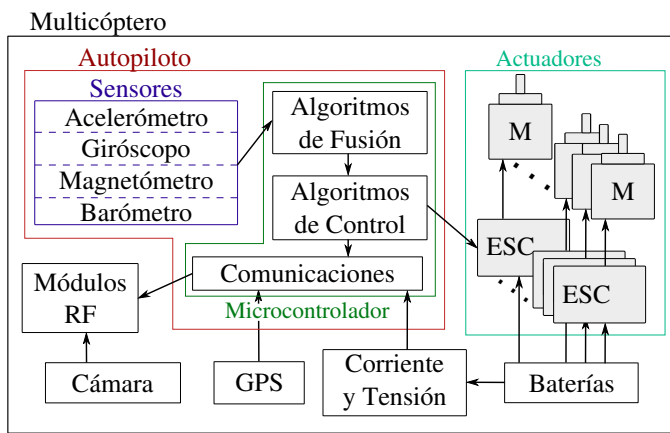 Multicóptero
Autopiloto
Actuadores
Sensores
Acelerómetro
Giróscopo
Magnetómetro
Barómetro
Algoritmos
de Fusión
Algoritmos
de Control
Comunicaciones
Microcontrolador
M
M
ESC
ESC
Módulos
RF
Cámara
GPS
Corriente
y Tensión
Baterías